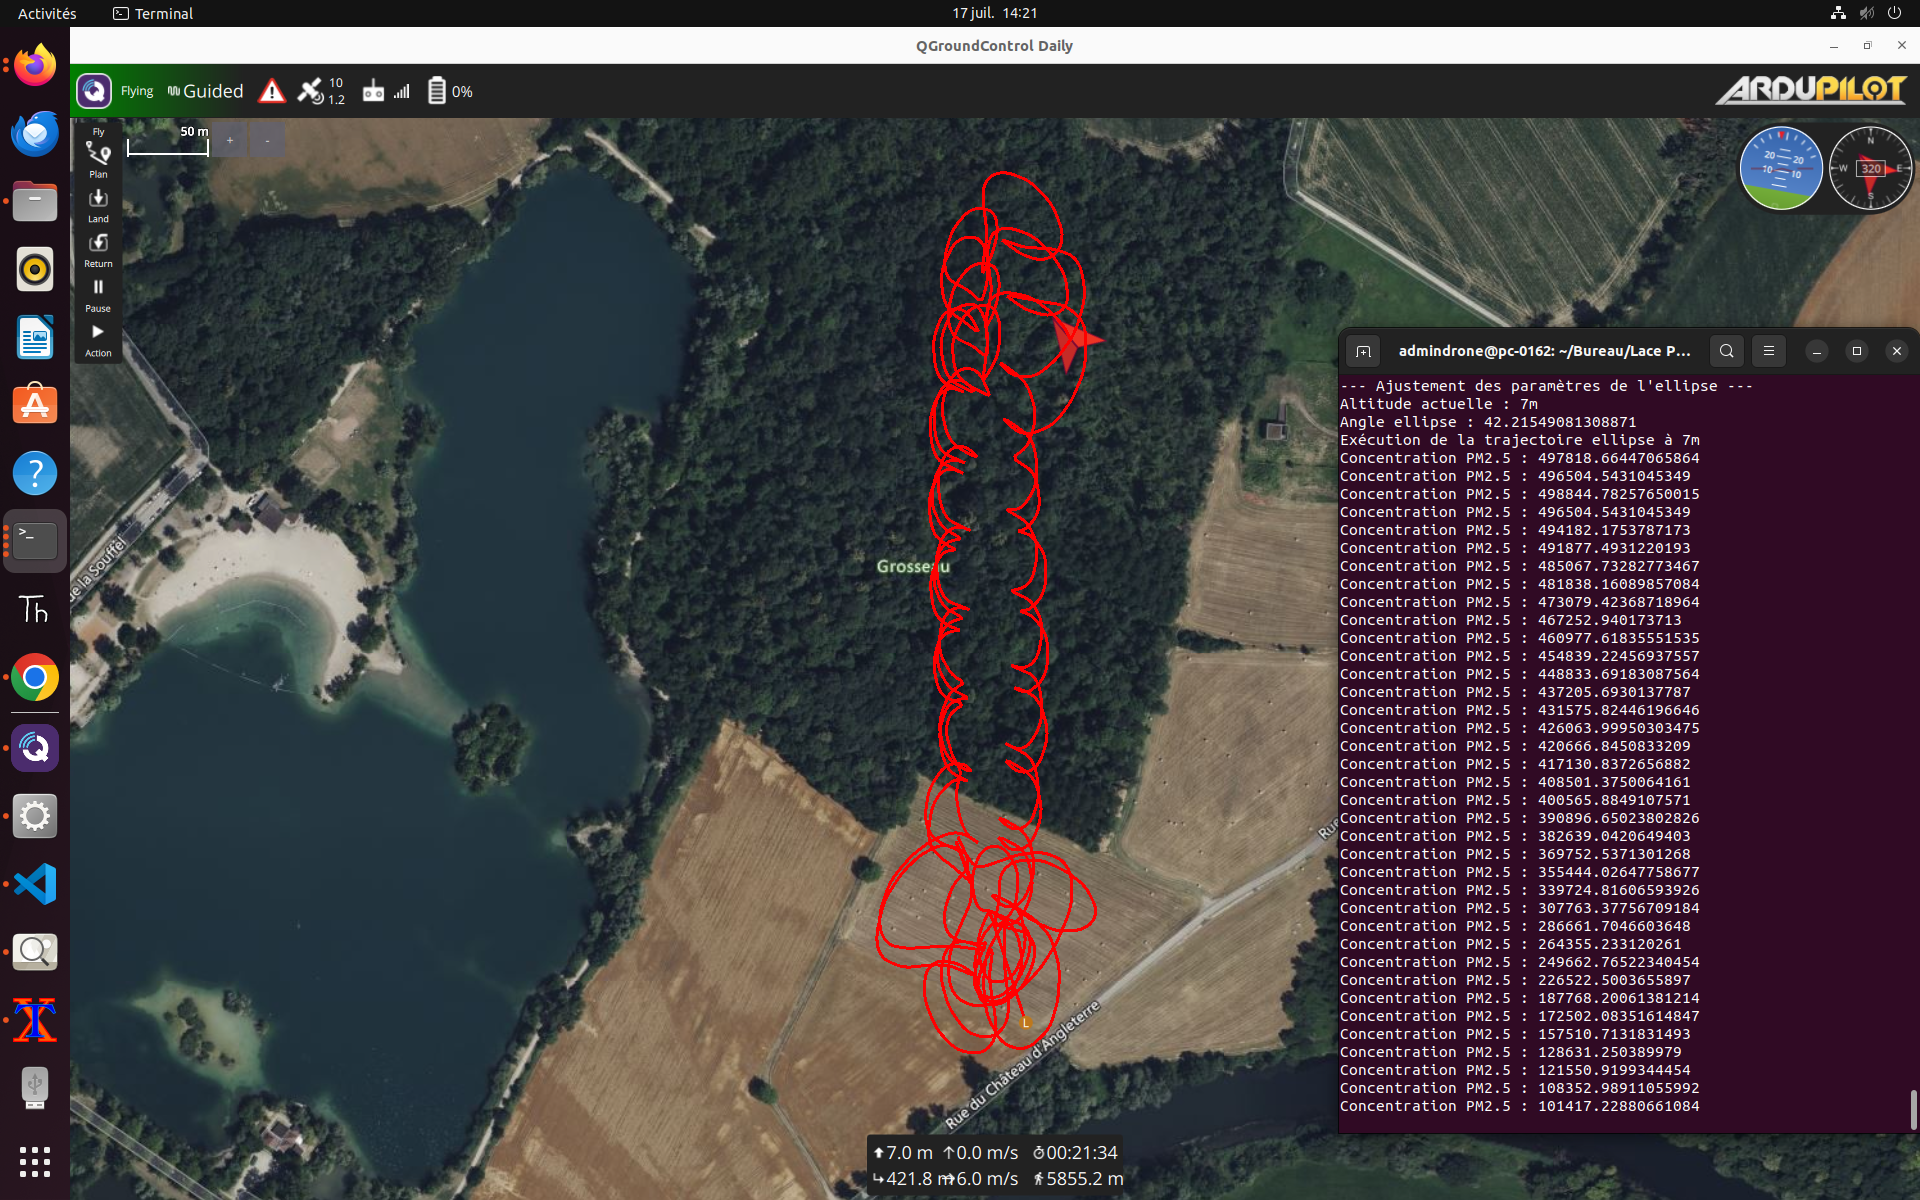 Activités
Terminal
17 juil. 14:21
QGroundControl Daily
Flying
Guided
10
1.2
0%
ARDUPILOT
Fly
50 m
+
-
Plan
Land
Return
Pause
Action
20
20
10
10
N
W
320
E
S
admindrone@pc-0162: ~/Bureau/Lace P...
--- Ajustement des paramètres de l'ellipse ---
Altitude actuelle : 7m
Angle ellipse : 42.21549081308871
Exécution de la trajectoire ellipse à 7m
Concentration PM2.5 : 497818.66447065864
Concentration PM2.5 : 496504.5431045349
Concentration PM2.5 : 498844.78257650015
Concentration PM2.5 : 496504.5431045349
Concentration PM2.5 : 494182.1753787173
Concentration PM2.5 : 491877.4931220193
Concentration PM2.5 : 485067.73282773467
Concentration PM2.5 : 481838.16089857084
Concentration PM2.5 : 473079.42368718964
Concentration PM2.5 : 467252.940173713
Concentration PM2.5 : 460977.61835551535
Concentration PM2.5 : 454839.22456937557
Concentration PM2.5 : 448833.69183087564
Concentration PM2.5 : 437205.6930137787
Concentration PM2.5 : 431575.82446196646
Concentration PM2.5 : 426063.99950303475
Concentration PM2.5 : 420666.8450833209
Concentration PM2.5 : 417130.8372656882
Concentration PM2.5 : 408501.3750064161
Concentration PM2.5 : 400565.8849107571
Concentration PM2.5 : 390896.65023802826
Concentration PM2.5 : 382639.0420649403
Concentration PM2.5 : 369752.5371301268
Concentration PM2.5 : 355444.02647758677
Concentration PM2.5 : 339724.81606593926
Concentration PM2.5 : 307763.37756709184
Concentration PM2.5 : 286661.7046603648
Concentration PM2.5 : 264355.233120261
Concentration PM2.5 : 249662.76522340454
Concentration PM2.5 : 226522.5003655897
Concentration PM2.5 : 187768.20061381214
Concentration PM2.5 : 172502.08351614847
Concentration PM2.5 : 157510.7131831493
Concentration PM2.5 : 128631.250389979
Concentration PM2.5 : 121550.9199344454
Concentration PM2.5 : 108352.98911055992
Concentration PM2.5 : 101417.22880661084
Grosseau
de la Souffel
Rue
Rue du Château d'Angleterre
L
Th
7.0 m 0.0 m/s 00:21:34
421.8 m 6.0 m/s 5855.2 m